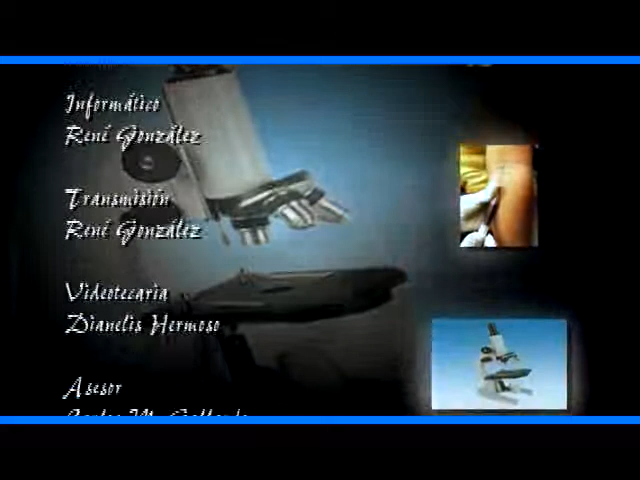 Informático
René González
Transmisión
René González
Videotecaria
Dianelis Hermoso
Asesor